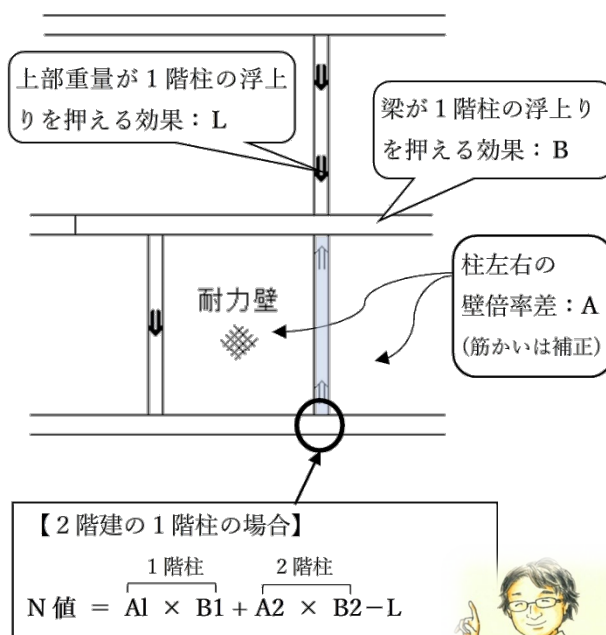 上部重量が1階柱の浮上
りを押える効果：L
梁が1階柱の浮上り
を押える効果：B
柱左右の
壁倍率差：A
(筋かいは補正)
耐力壁
【2階建の1階柱の場合】
1階柱 2階柱
N値 = A1 × B1 + A2 × B2−L